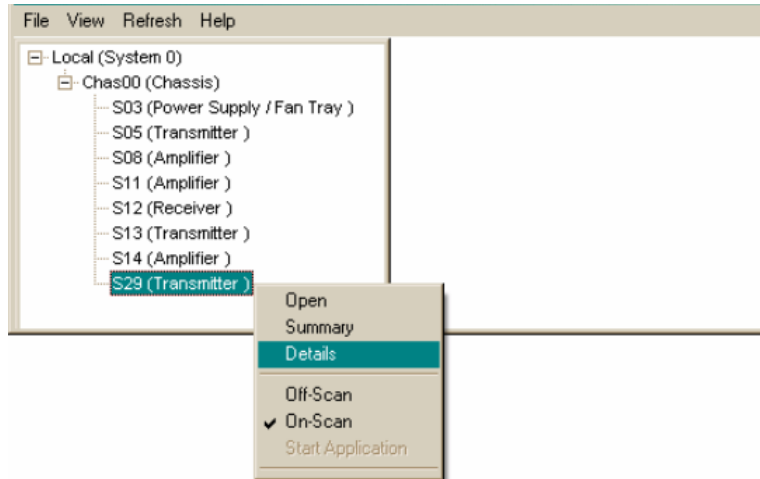 File View Refresh Help
Local (System 0)
Chas00 (Chassis)
S03 (Power Supply / Fan Tray )
S05 (Transmitter )
S08 (Amplifier )
S11 (Amplifier )
S12 (Receiver )
S13 (Transmitter )
S14 (Amplifier )
S29 (Transmitter )
Open
Summary
Details
Off-Scan
On-Scan
Start Application